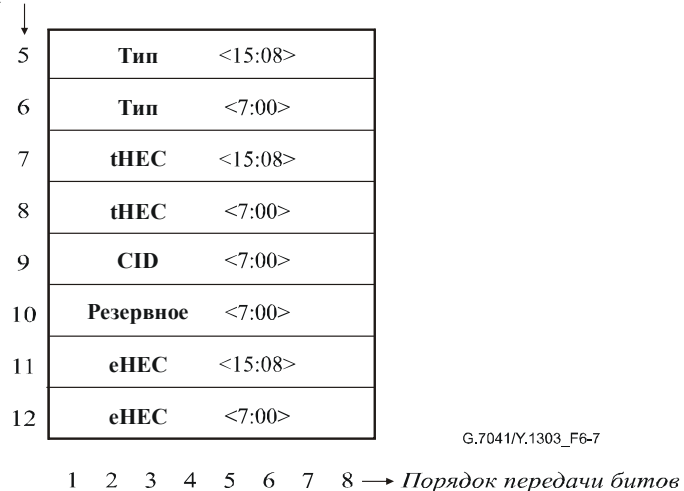 5 Тип <15:08>
6 Тип <7:00>
7 tHEC <15:08>
8 tHEC <7:00>
9 CID <7:00>
10 Резервное <7:00>
11 eHEC <15:08>
12 eHEC <7:00>
G.7041/Y.1303_F6-7
1 2 3 4 5 6 7 8 → Порядок передачи битов